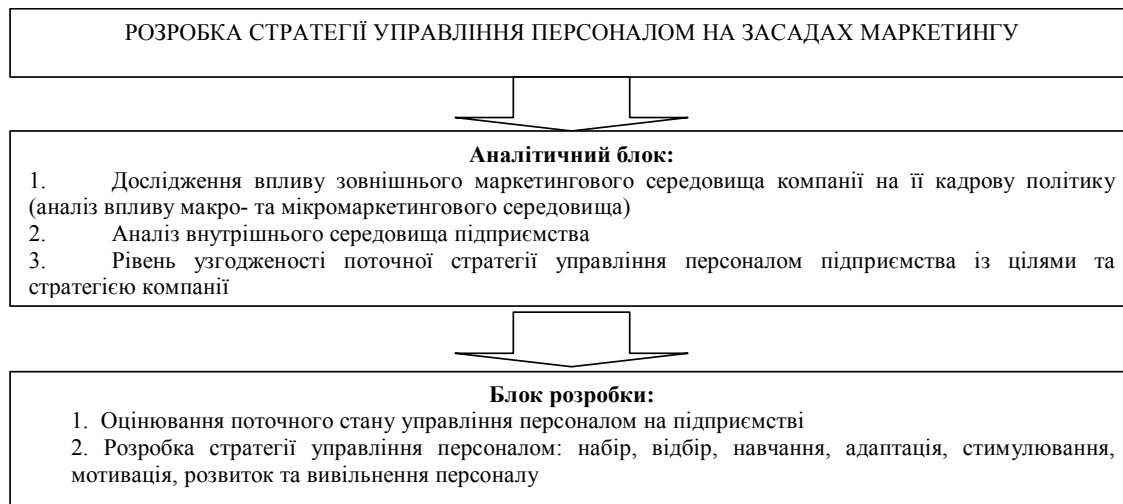 РОЗРОБКА СТРАТЕГІЇ УПРАВЛІННЯ ПЕРСОНАЛОМ НА ЗАСАДАХ МАРКЕТИНГУ
Аналітичний блок:
1. Дослідження впливу зовнішнього маркетингового середовища компанії на її кадрову політику
(аналіз впливу макро- та мікромаркетингового середовища)
2. Аналіз внутрішнього середовища підприємства
3. Рівень узгодженості поточної стратегії управління персоналом підприємства із цілями та
стратегією компанії
Блок розробки:
1. Оцінювання поточного стану управління персоналом на підприємстві
2. Розробка стратегії управління персоналом: набір, відбір, навчання, адаптація, стимулювання,
мотивація, розвиток та вивільнення персоналу